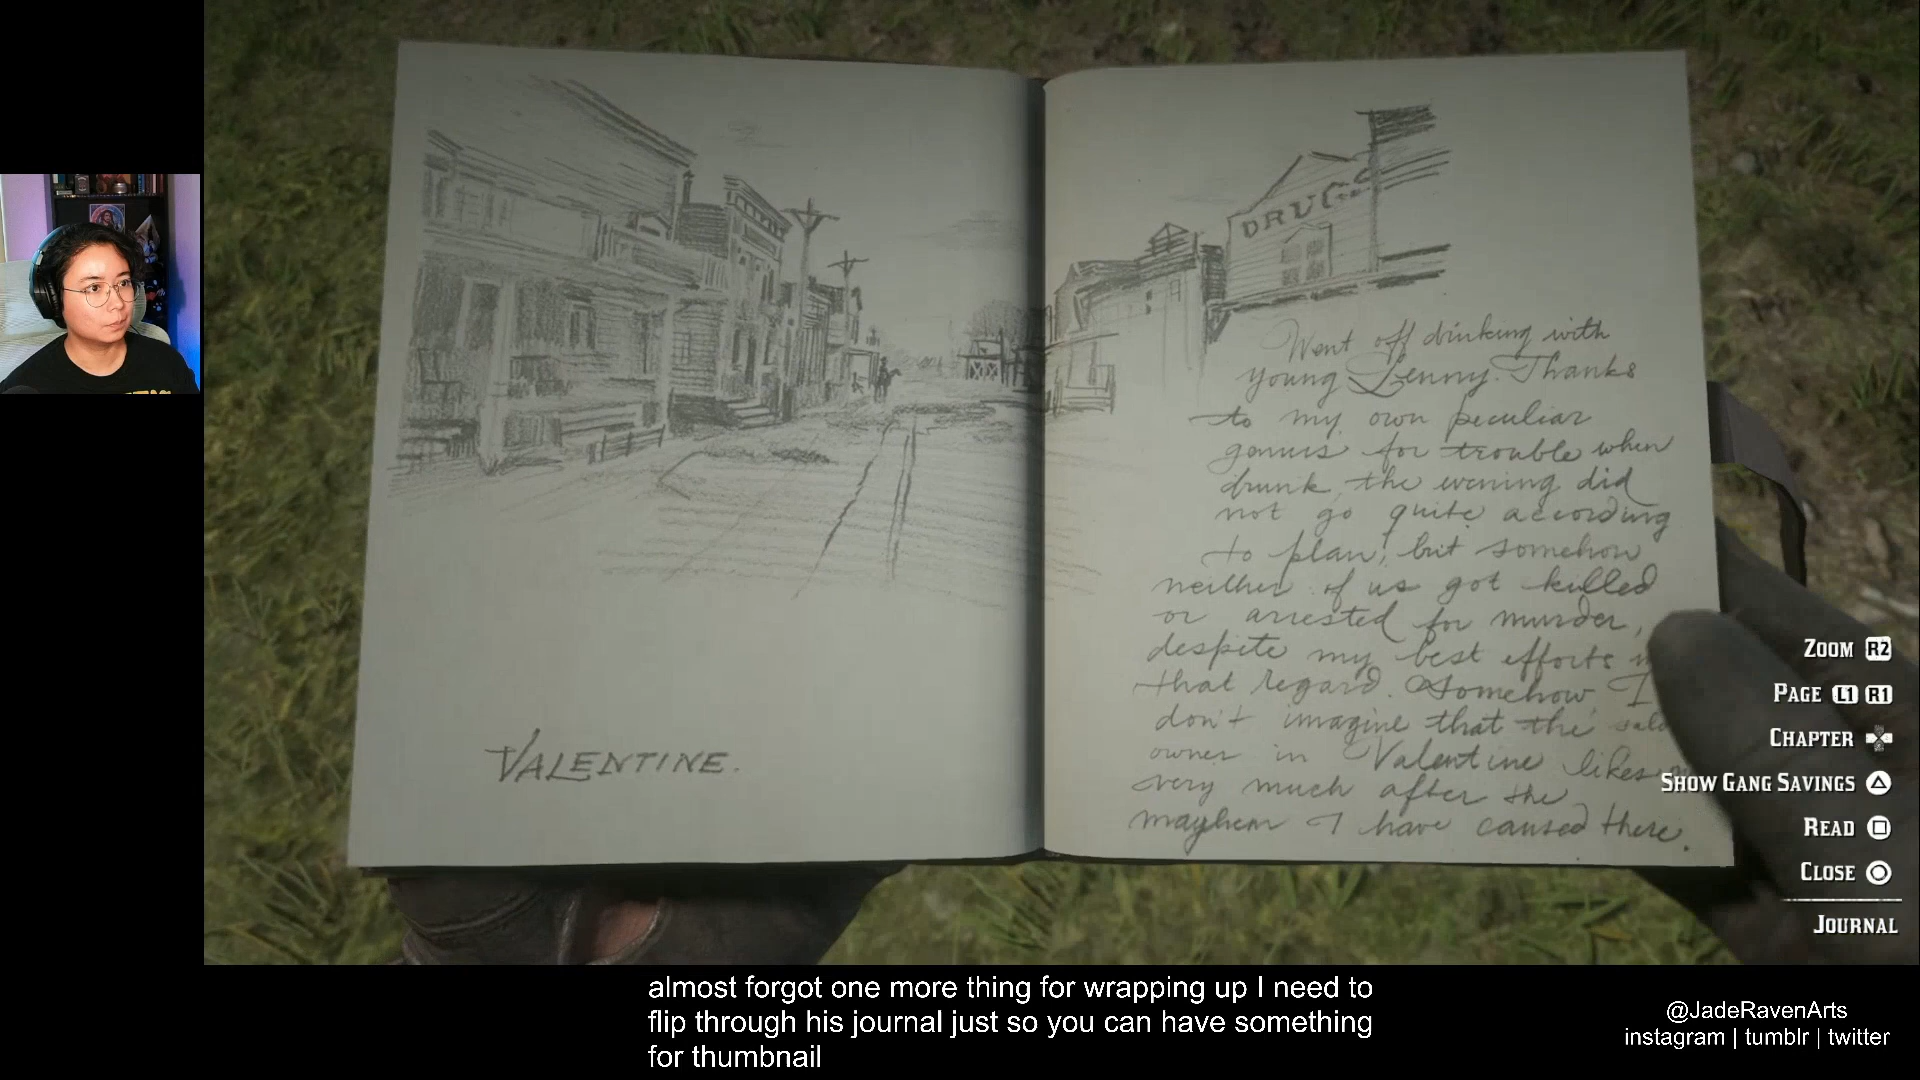 DRUGS
Went off drinking with
young Lenny. Thanks
to my own peculiar
genius for trouble when
drunk, the evening did
not go quite according
to plan, but somehow
neither of us got killed
or arrested for murder,
despite my best efforts
that regard. Somehow, I
don't imagine that the
owner in Valentine likes
very much after the
mayhem I have caused there.
VALENTINE.
ZOOM R2
PAGE L1 R1
CHAPTER
SHOW GANG SAVINGS
READ
CLOSE
JOURNAL
almost forgot one more thing for wrapping up I need to
flip through his journal just so you can have something
for thumbnail
@JadeRavenArts
instagram | tumblr | twitter